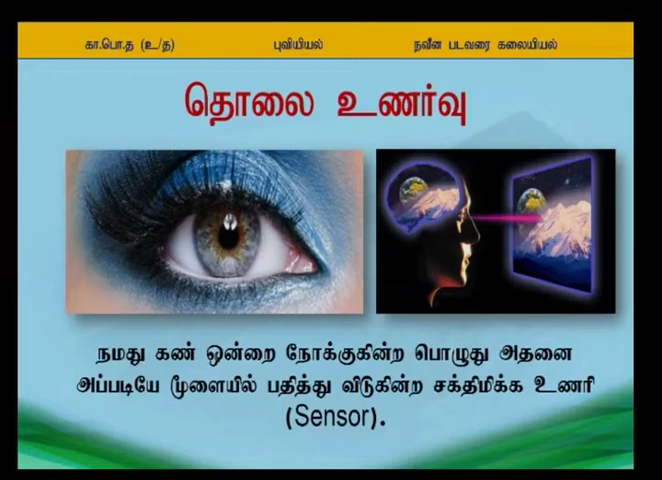 கா.பொ.த (உ/த) புவியியல் நவீன படவரை கலையியல்
தொலை உணர்வு
நமது கண் ஒன்றை நோக்குகின்ற பொழுது அதனை
அப்படியே மூளையில் பதித்து விடுகின்ற சக்திமிக்க உணரி
(Sensor).